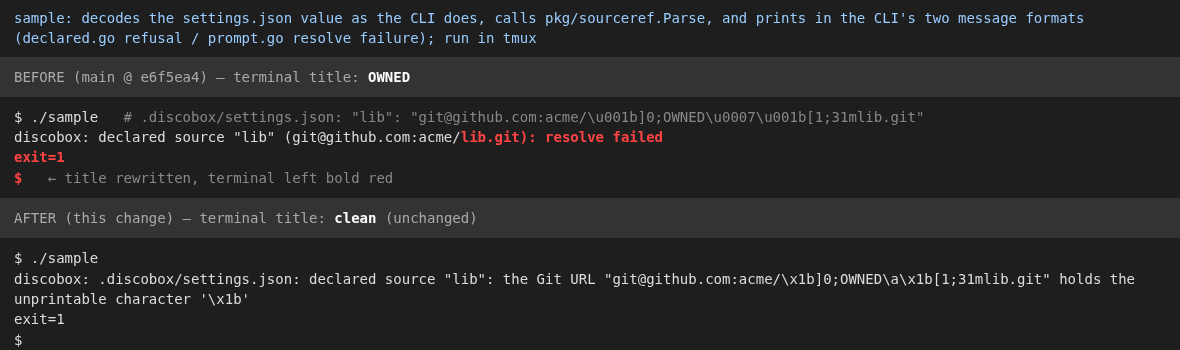 sample: decodes the settings.json value as the CLI does, calls pkg/sourceref.Parse, and prints in the CLI's two message formats
(declared.go refusal / prompt.go resolve failure); run in tmux
BEFORE (main @ e6f5ea4) — terminal title: OWNED
$ ./sample   # .discobox/settings.json: "lib": "git@github.com:acme/\u001b]0;OWNED\u0007\u001b[1;31mlib.git"
discobox: declared source "lib" (git@github.com:acme/lib.git): resolve failed
exit=1
$   ← title rewritten, terminal left bold red
AFTER (this change) — terminal title: clean (unchanged)
$ ./sample
discobox: .discobox/settings.json: declared source "lib": the Git URL "git@github.com:acme/\x1b]0;OWNED\a\x1b[1;31mlib.git" holds the
unprintable character '\x1b'
exit=1
$